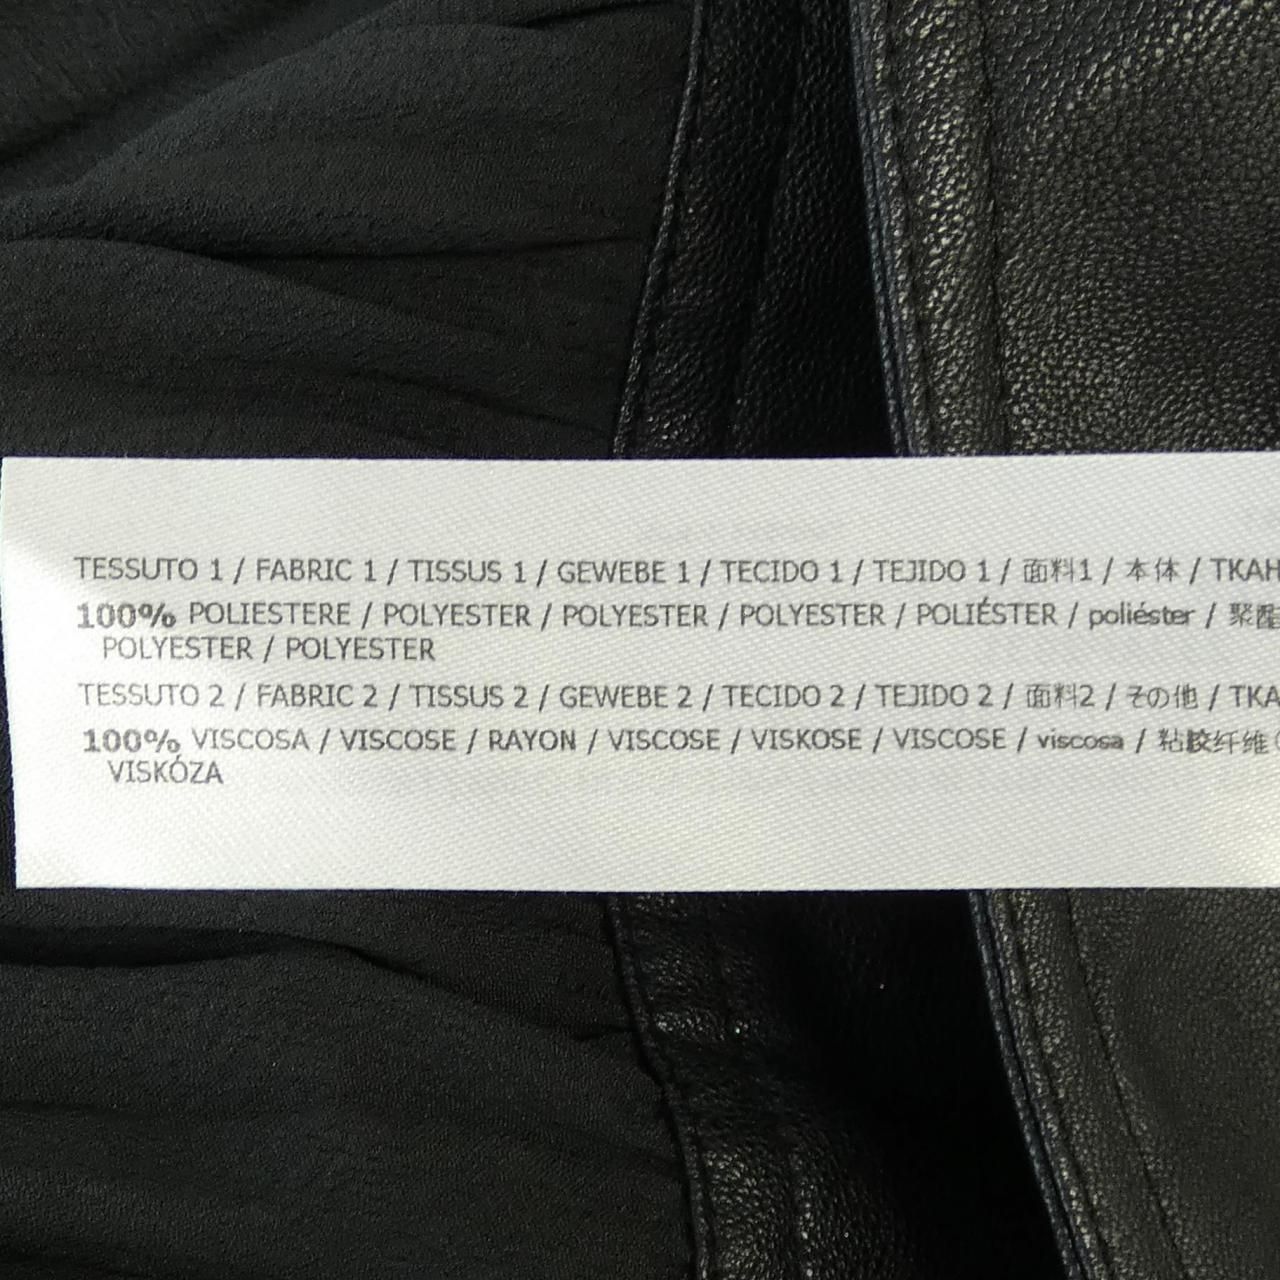 TESSUTO 1 / FABRIC 1 / TISSUS 1 / GEWEBE 1 / TECIDO 1 / TEJIDO 1 / 面料1 / 本体 / TKAH
100% POLIESTERE / POLYESTER / POLYESTER / POLYESTER / POLIÉSTER / poliéster / 聚酯
POLYESTER / POLYESTER
TESSUTO 2 / FABRIC 2 / TISSUS 2 / GEWEBE 2 / TECIDO 2 / TEJIDO 2 / 面料2 / その他 / TKA
100% VISCOSA / VISCOSE / RAYON / VISCOSE / VISKOSE / VISCOSE / viscosa / 粘胶纤维
VISKÓZA